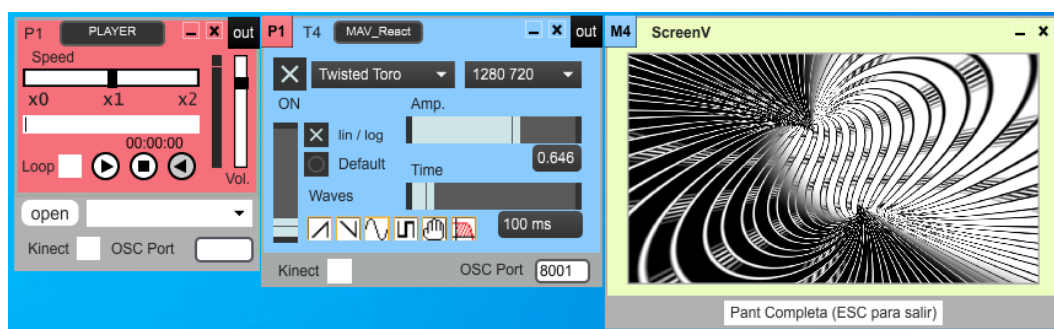 P1 PLAYER out
Speed
x0 x1 x2
00:00:00
Loop
Vol.
open
Kinect OSC Port
P1 T4 MAV_React out
Twisted Toro 1280 720
ON Amp.
lin / log
0.646
Default Time
Waves
100 ms
Kinect OSC Port 8001
M4 ScreenV
Pant Completa (ESC para salir)